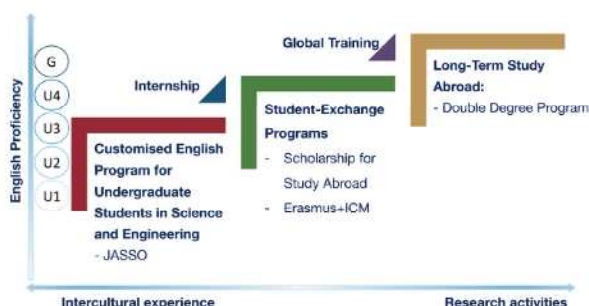 English Proficiency
G
U4
U3
U2
U1
Customised English
Program for
Undergraduate
Students in Science
and Engineering
- JASSO
Internship
Student-Exchange
Programs
- Scholarship for
Study Abroad
- Erasmus+ICM
Global Training
Long-Term Study
Abroad:
- Double Degree Program
Intercultural experience
Research activities